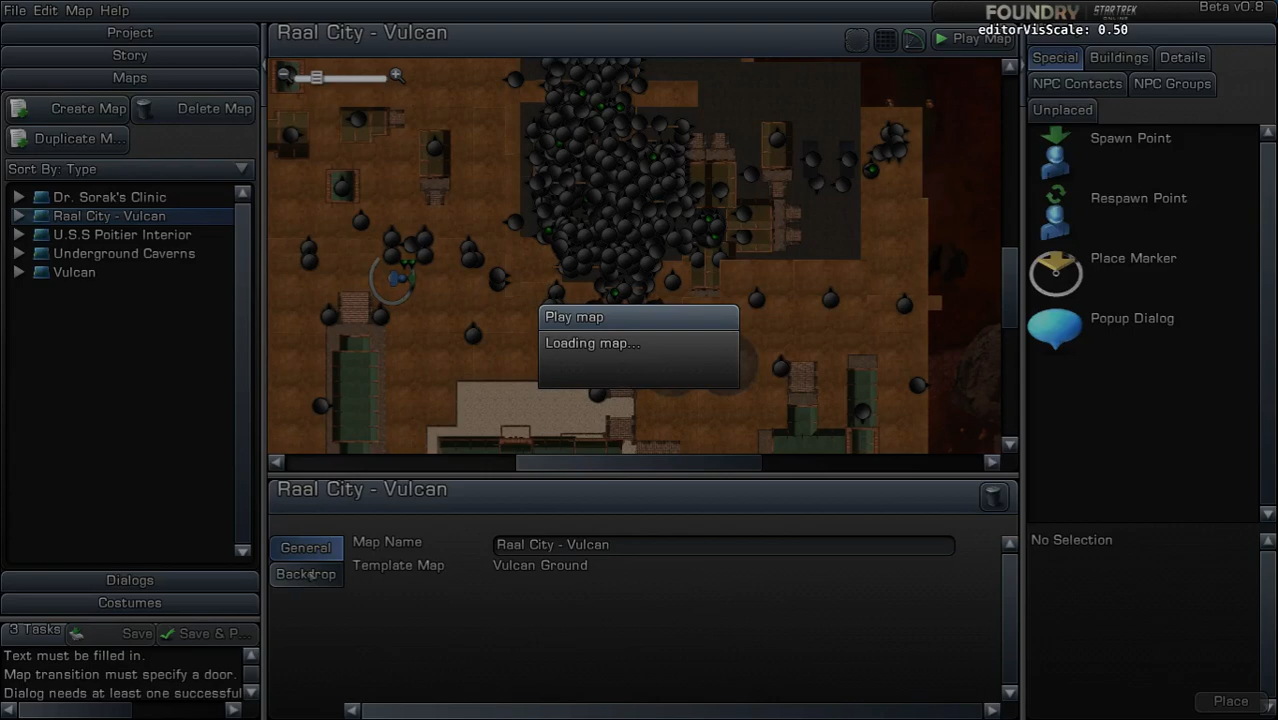 File Edit Map Help
FOUNDRY STAR TREK ONLINE
Beta v0.8
editorVisScale: 0.50
Project
Story
Maps
Create Map
Delete Map
Duplicate M...
Sort By: Type
Dr. Sorak's Clinic
Raal City - Vulcan
U.S.S Poitier Interior
Underground Caverns
Vulcan
Dialogs
Costumes
3 Tasks
Save
Save & P...
Text must be filled in.
Map transition must specify a door.
Dialog needs at least one successful
Raal City - Vulcan
Play Map
Play map
Loading map...
Raal City - Vulcan
General
Backdrop
Map Name
Raal City - Vulcan
Template Map
Vulcan Ground
Special
Buildings
Details
NPC Contacts
NPC Groups
Unplaced
Spawn Point
Respawn Point
Place Marker
Popup Dialog
No Selection
Place